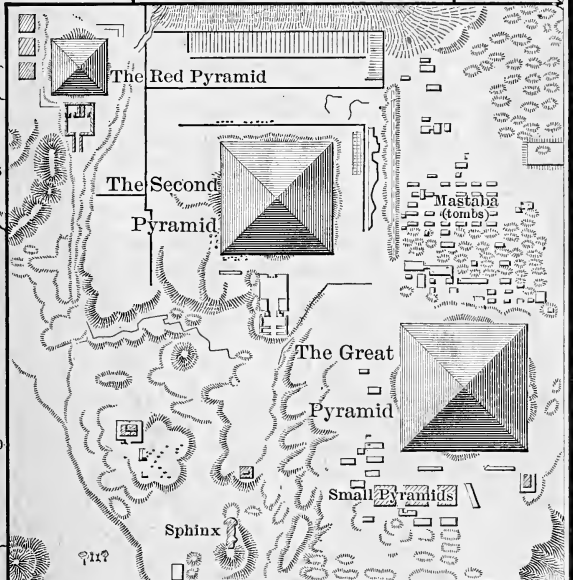 The Red Pyramid
The Second
Pyramid
Mastaba
(tombs)
The Great
Pyramid
Small Pyramids
Sphinx